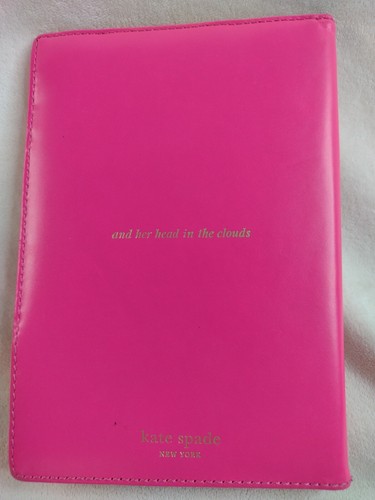 and her head in the clouds
kate spade
NEW YORK